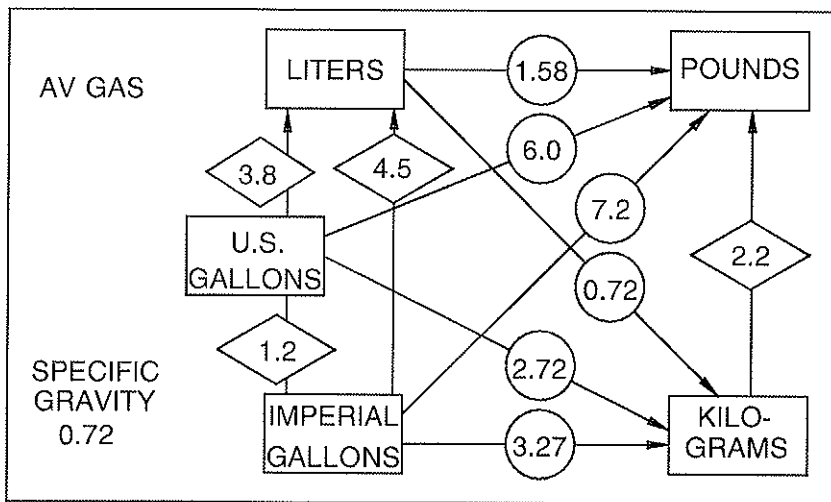 LITERS
1.58
POUNDS
AV GAS
6.0
3.8
4.5
7.2
U.S.
GALLONS
2.2
0.72
1.2
2.72
SPECIFIC
GRAVITY
0.72
IMPERIAL
GALLONS
3.27
KILO-
GRAMS